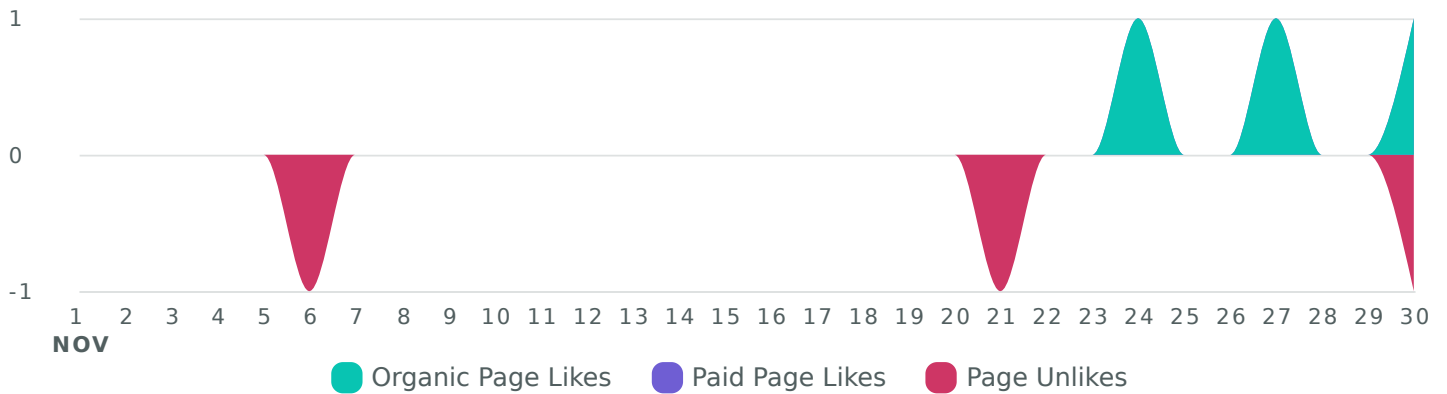 1
0
-1
1 2 3 4 5 6 7 8 9 10 11 12 13 14 15 16 17 18 19 20 21 22 23 24 25 26 27 28 29 30
NOV
Organic Page Likes Paid Page Likes Page Unlikes